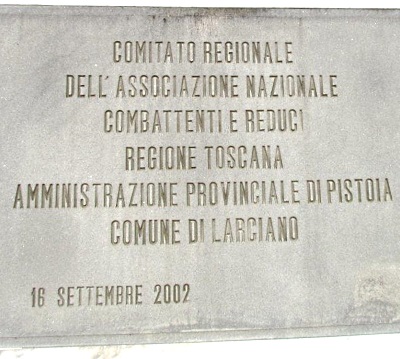 COMITATO REGIONALE
DELL'ASSOCIAZIONE NAZIONALE
COMBATTENTI E REDUCI
REGIONE TOSCANA
AMMINISTRAZIONE PROVINCIALE DI PISTOIA
COMUNE DI LARCIANO
16 SETTEMBRE 2002